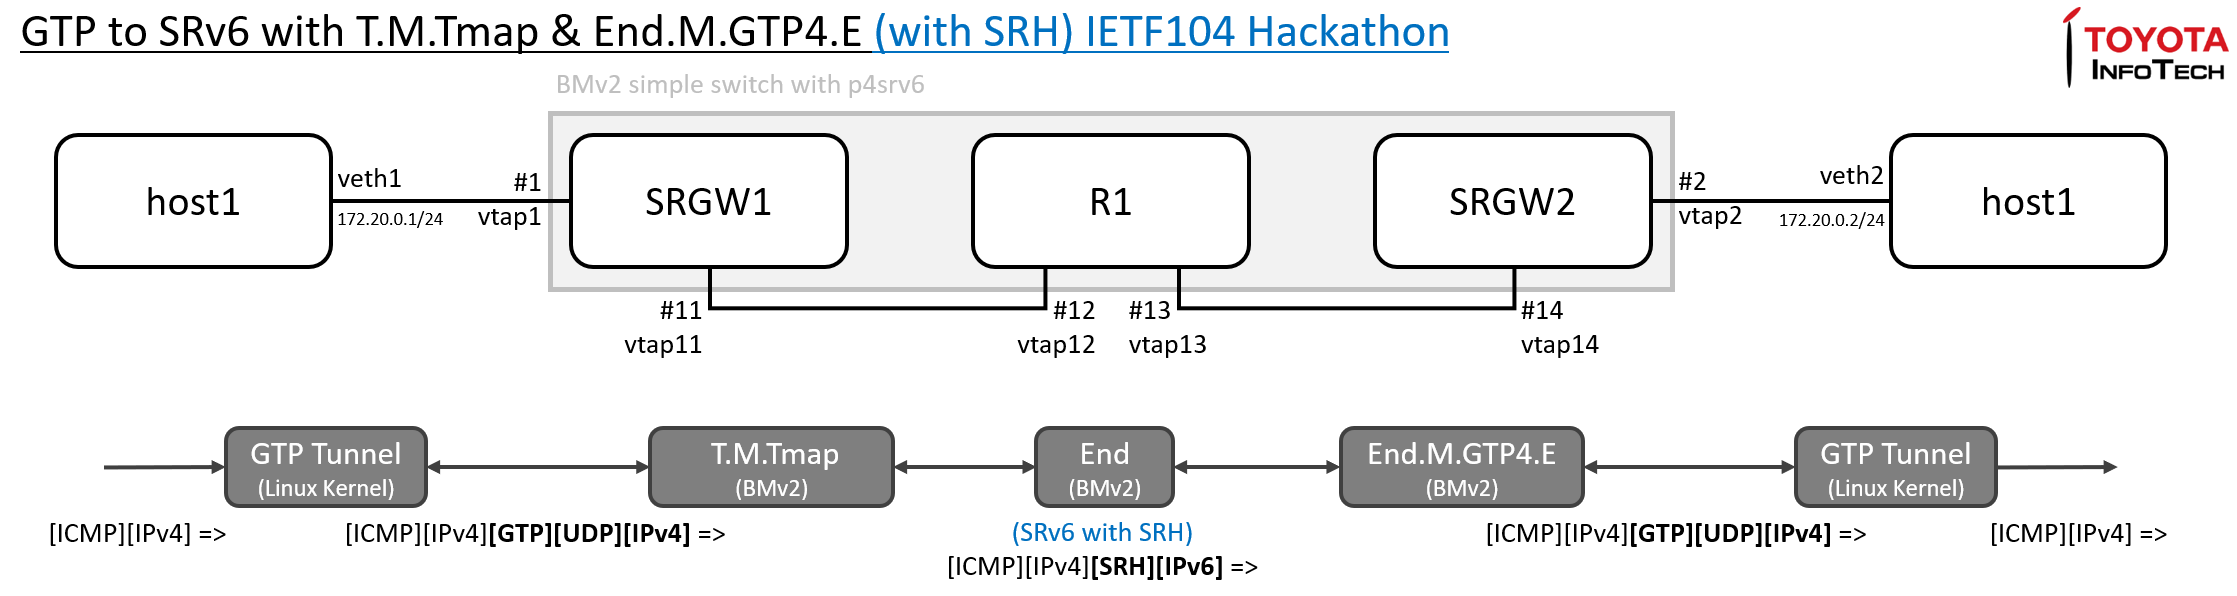 GTP to SRv6 with T.M.Tmap & End.M.GTP4.E (with SRH) IETF104 Hackathon
TOYOTA
INFOTECH
BMv2 simple switch with p4srv6
host1
veth1
172.20.0.1/24
#1
vtap1
SRGW1
R1
SRGW2
#2
vtap2
veth2
172.20.0.2/24
host1
#11
vtap11
#12
vtap12
#13
vtap13
#14
vtap14
GTP Tunnel
(Linux Kernel)
T.M.Tmap
(BMv2)
End
(BMv2)
End.M.GTP4.E
(BMv2)
GTP Tunnel
(Linux Kernel)
[ICMP][IPv4] =>
[ICMP][IPv4][GTP][UDP][IPv4] =>
(SRv6 with SRH)
[ICMP][IPv4][SRH][IPv6] =>
[ICMP][IPv4][GTP][UDP][IPv4] =>
[ICMP][IPv4] =>